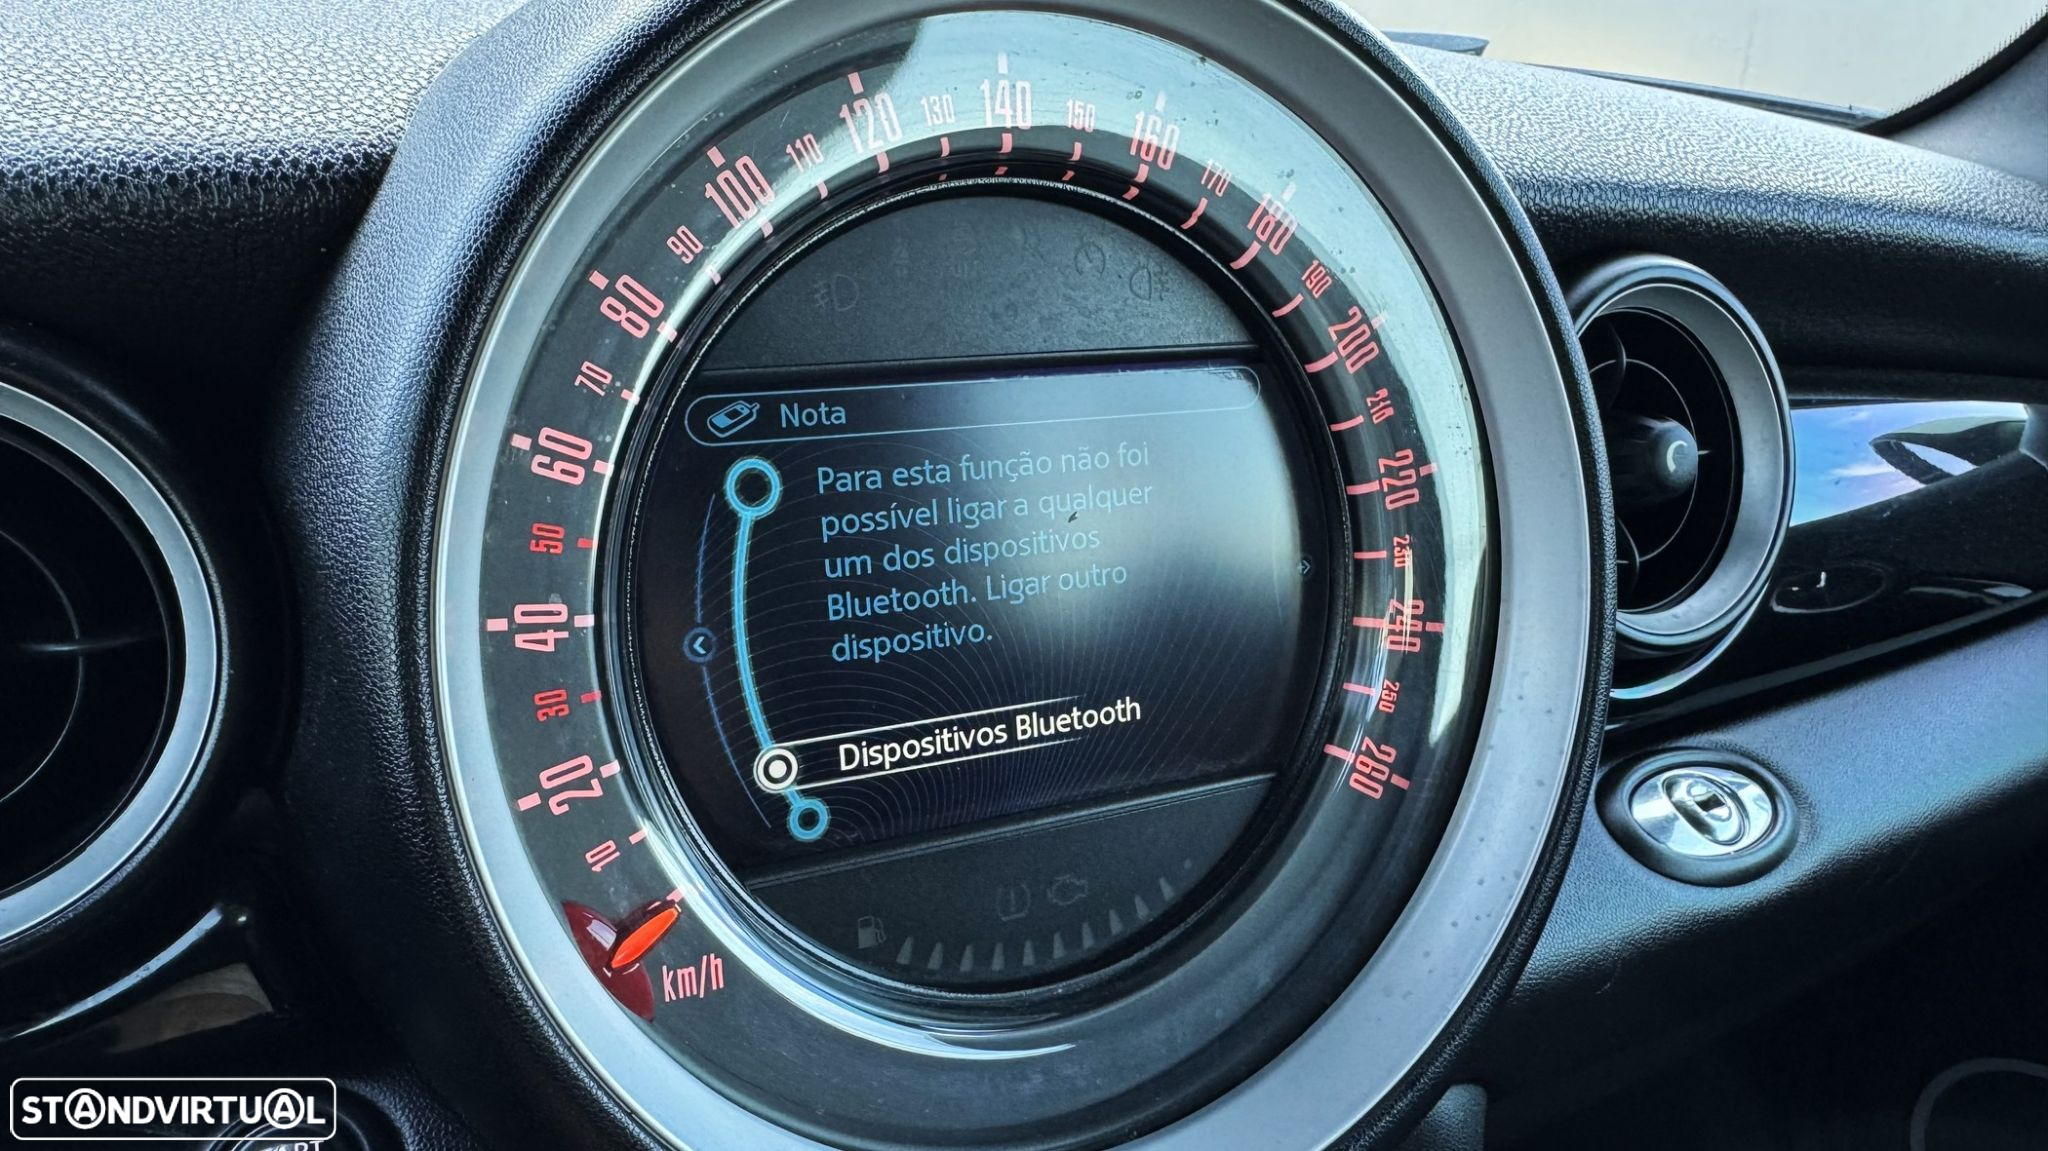 Nota
Para esta função não foi
possível ligar a qualquer
um dos dispositivos
Bluetooth. Ligar outro
dispositivo.
Dispositivos Bluetooth
10
20
30
40
50
60
70
80
90
100
110
120
130
140
150
160
170
180
190
200
210
220
230
240
250
260
km/h
STANDVIRTUAL